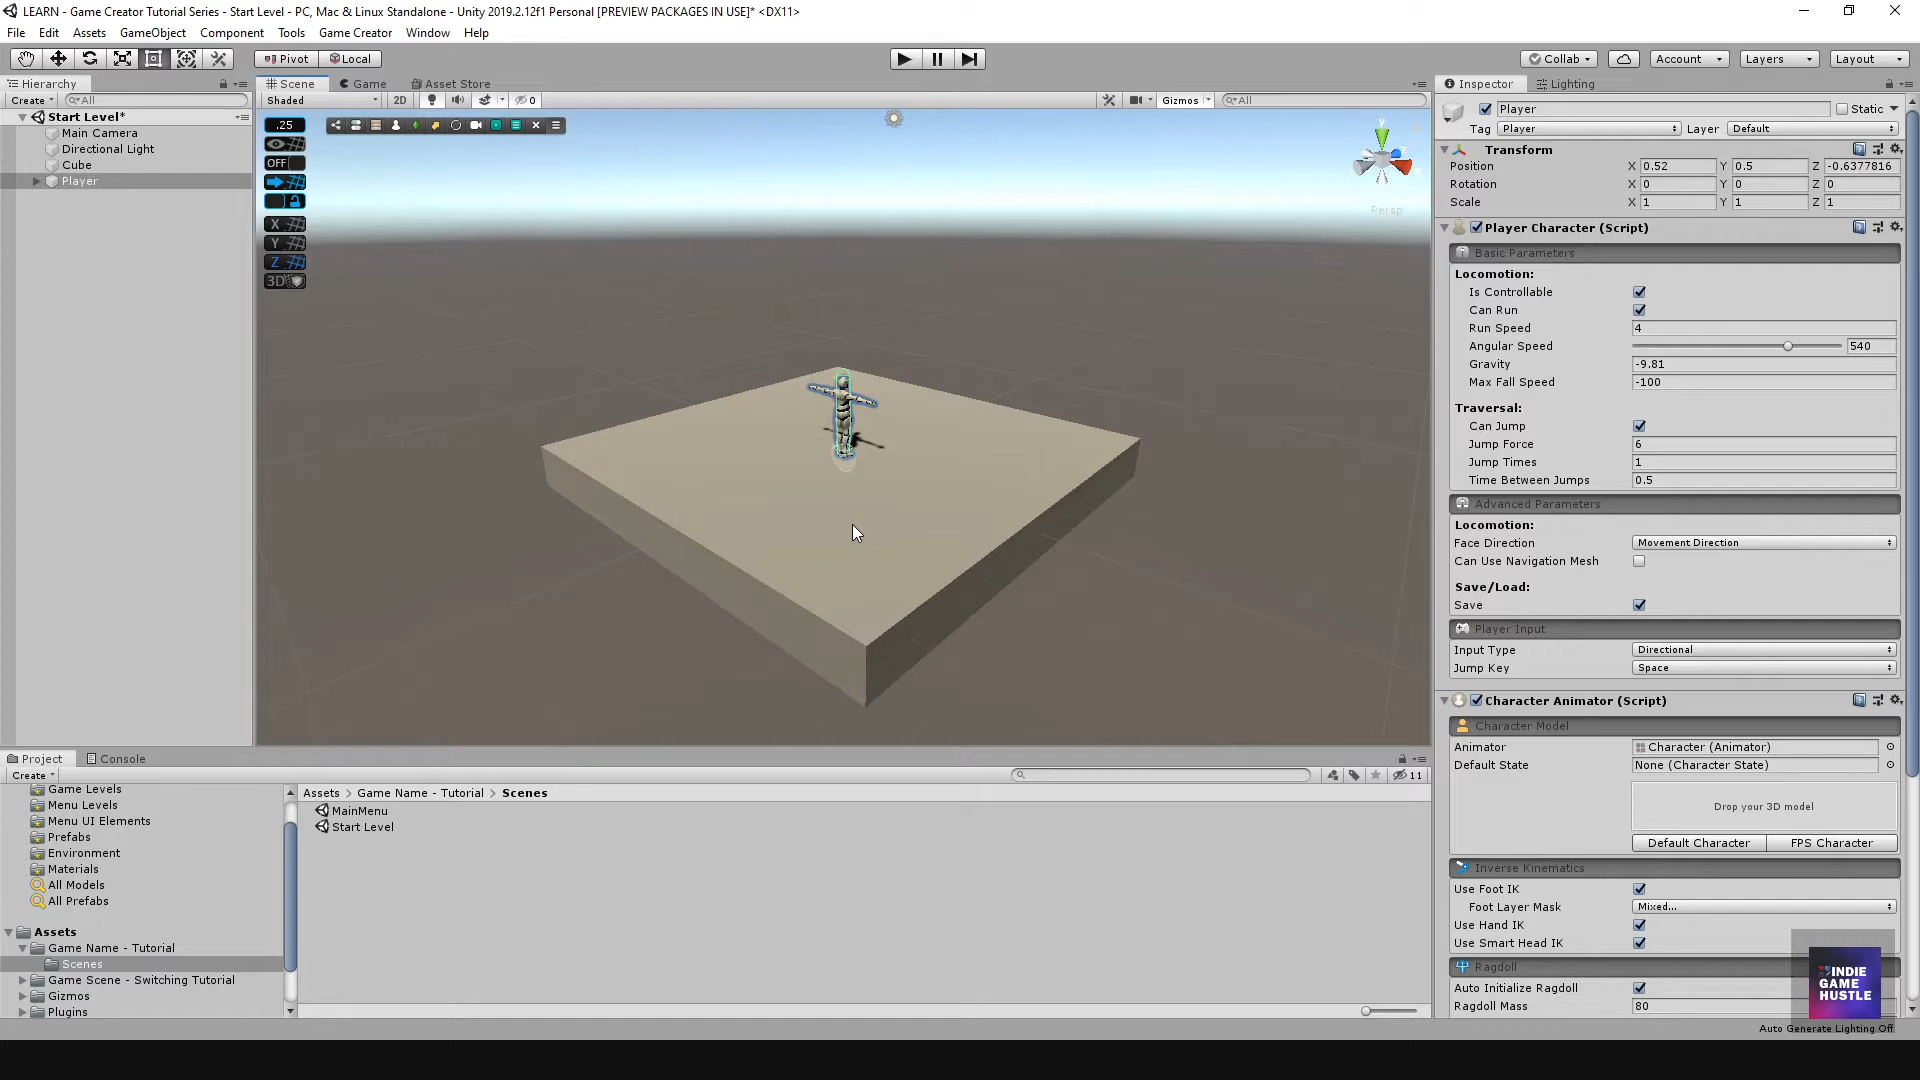 LEARN - Game Creator Tutorial Series - Start Level - PC, Mac & Linux Standalone - Unity 2019.2.12f1 Personal [PREVIEW PACKAGES IN USE]* <DX11>
File Edit Assets GameObject Component Tools Game Creator Window Help
Pivot Local Collab Account Layers Layout
Hierarchy Scene Game Asset Store Inspector Lighting
Create All Shaded 2D 0 Gizmos All Player Static
Start Level*
Main Camera
Directional Light
Cube
Player
.25
OFF
X
Y
Z
3D
y
Persp
Tag Player Layer Default
Transform
Position X 0.52 Y 0.5 Z -0.6377816
Rotation X 0 Y 0 Z 0
Scale X 1 Y 1 Z 1
Player Character (Script)
Basic Parameters
Locomotion:
Is Controllable
Can Run
Run Speed 4
Angular Speed 540
Gravity -9.81
Max Fall Speed -100
Traversal:
Can Jump
Jump Force 6
Jump Times 1
Time Between Jumps 0.5
Advanced Parameters
Locomotion:
Face Direction Movement Direction
Can Use Navigation Mesh
Save/Load:
Save
Player Input
Input Type Directional
Jump Key Space
Character Animator (Script)
Character Model
Animator Character (Animator)
Default State None (Character State)
Drop your 3D model
Default Character FPS Character
Inverse Kinematics
Use Foot IK
Foot Layer Mask Mixed...
Use Hand IK
Use Smart Head IK
Ragdoll
Auto Initialize Ragdoll
Ragdoll Mass 80
Project Console
Create 11
Game Levels
Menu Levels
Menu UI Elements
Prefabs
Environment
Materials
All Models
All Prefabs
Assets
Game Name - Tutorial
Scenes
Game Scene - Switching Tutorial
Gizmos
Plugins
Assets > Game Name - Tutorial > Scenes
MainMenu
Start Level
INDIE
GAME
HUSTLE
Auto Generate Lighting Off